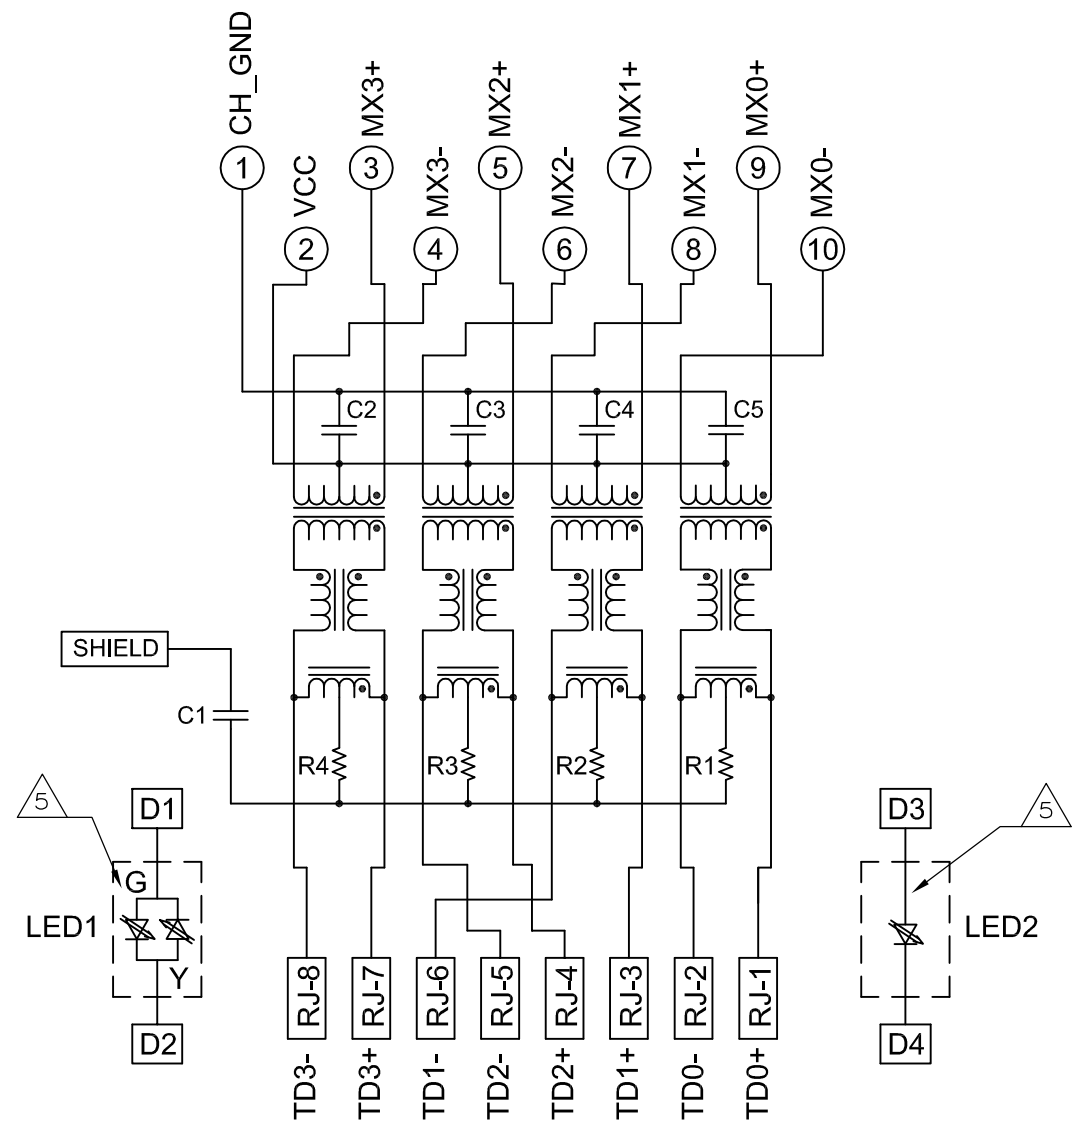 CH_GND
MX3+
MX2+
MX1+
MX0+
1
3
5
7
9
VCC
MX3-
MX2-
MX1-
MX0-
2
4
6
8
10
C2
C3
C4
C5
SHIELD
C1
R4
R3
R2
R1
5
D1
D3
5
G
LED1
LED2
Y
D2
D4
RJ-8
RJ-7
RJ-6
RJ-5
RJ-4
RJ-3
RJ-2
RJ-1
TD3-
TD3+
TD1-
TD2-
TD2+
TD1+
TD0-
TD0+